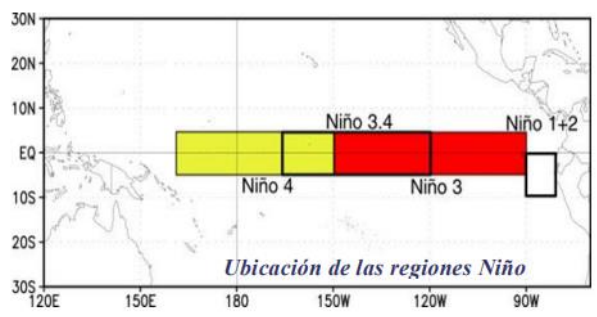 30N
20N
10N
Niño 3.4
Niño 1+2
EQ
Niño 4
Niño 3
10S
20S
Ubicación de las regiones Niño
30S
120E 150E 180 150W 120W 90W